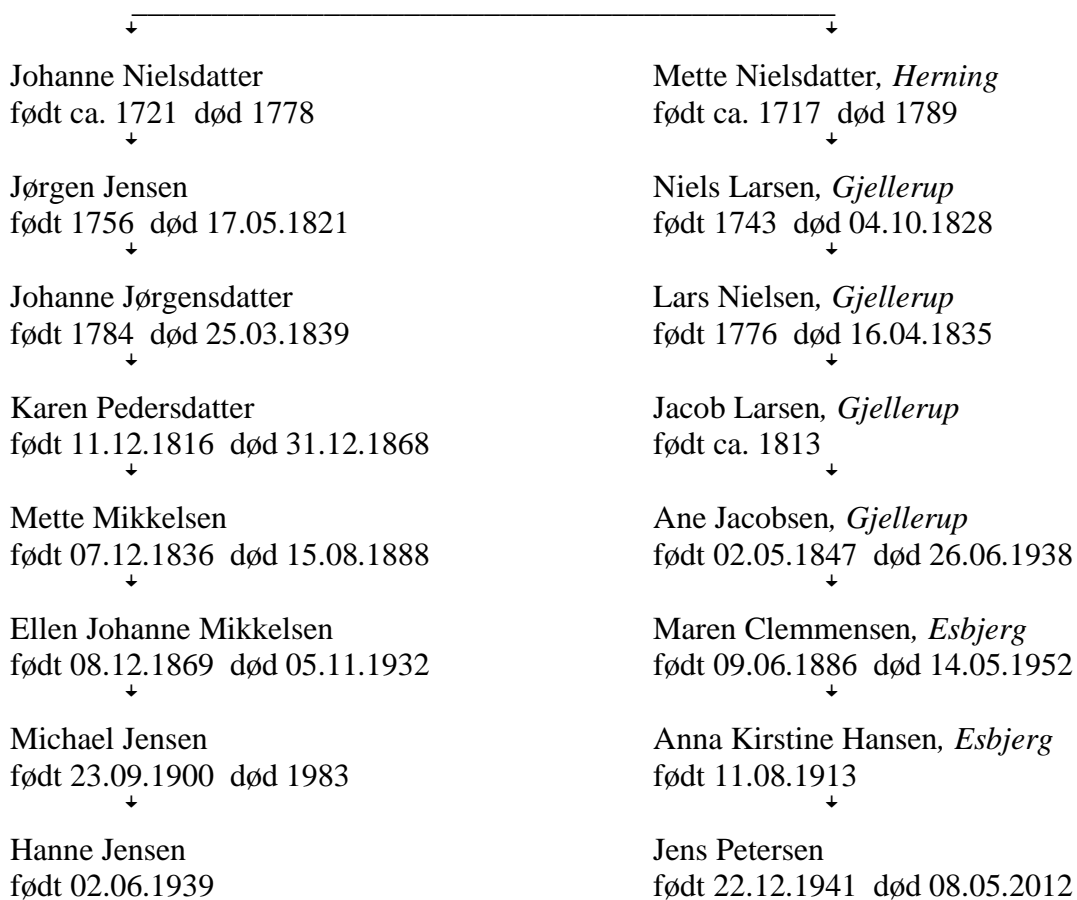 Johanne Nielsdatter
født ca. 1721 død 1778
Jørgen Jensen
født 1756 død 17.05.1821
Johanne Jørgensdatter
født 1784 død 25.03.1839
Karen Pedersdatter
født 11.12.1816 død 31.12.1868
Mette Mikkelsen
født 07.12.1836 død 15.08.1888
Ellen Johanne Mikkelsen
født 08.12.1869 død 05.11.1932
Michael Jensen
født 23.09.1900 død 1983
Hanne Jensen
født 02.06.1939
Mette Nielsdatter, Herning
født ca. 1717 død 1789
Niels Larsen, Gjellerup
født 1743 død 04.10.1828
Lars Nielsen, Gjellerup
født 1776 død 16.04.1835
Jacob Larsen, Gjellerup
født ca. 1813
Ane Jacobsen, Gjellerup
født 02.05.1847 død 26.06.1938
Maren Clemmensen, Esbjerg
født 09.06.1886 død 14.05.1952
Anna Kirstine Hansen, Esbjerg
født 11.08.1913
Jens Petersen
født 22.12.1941 død 08.05.2012